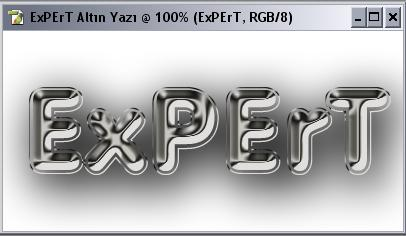 ExPErT Altın Yazı @ 100% (ExPErT, RGB/8)
ExPErT